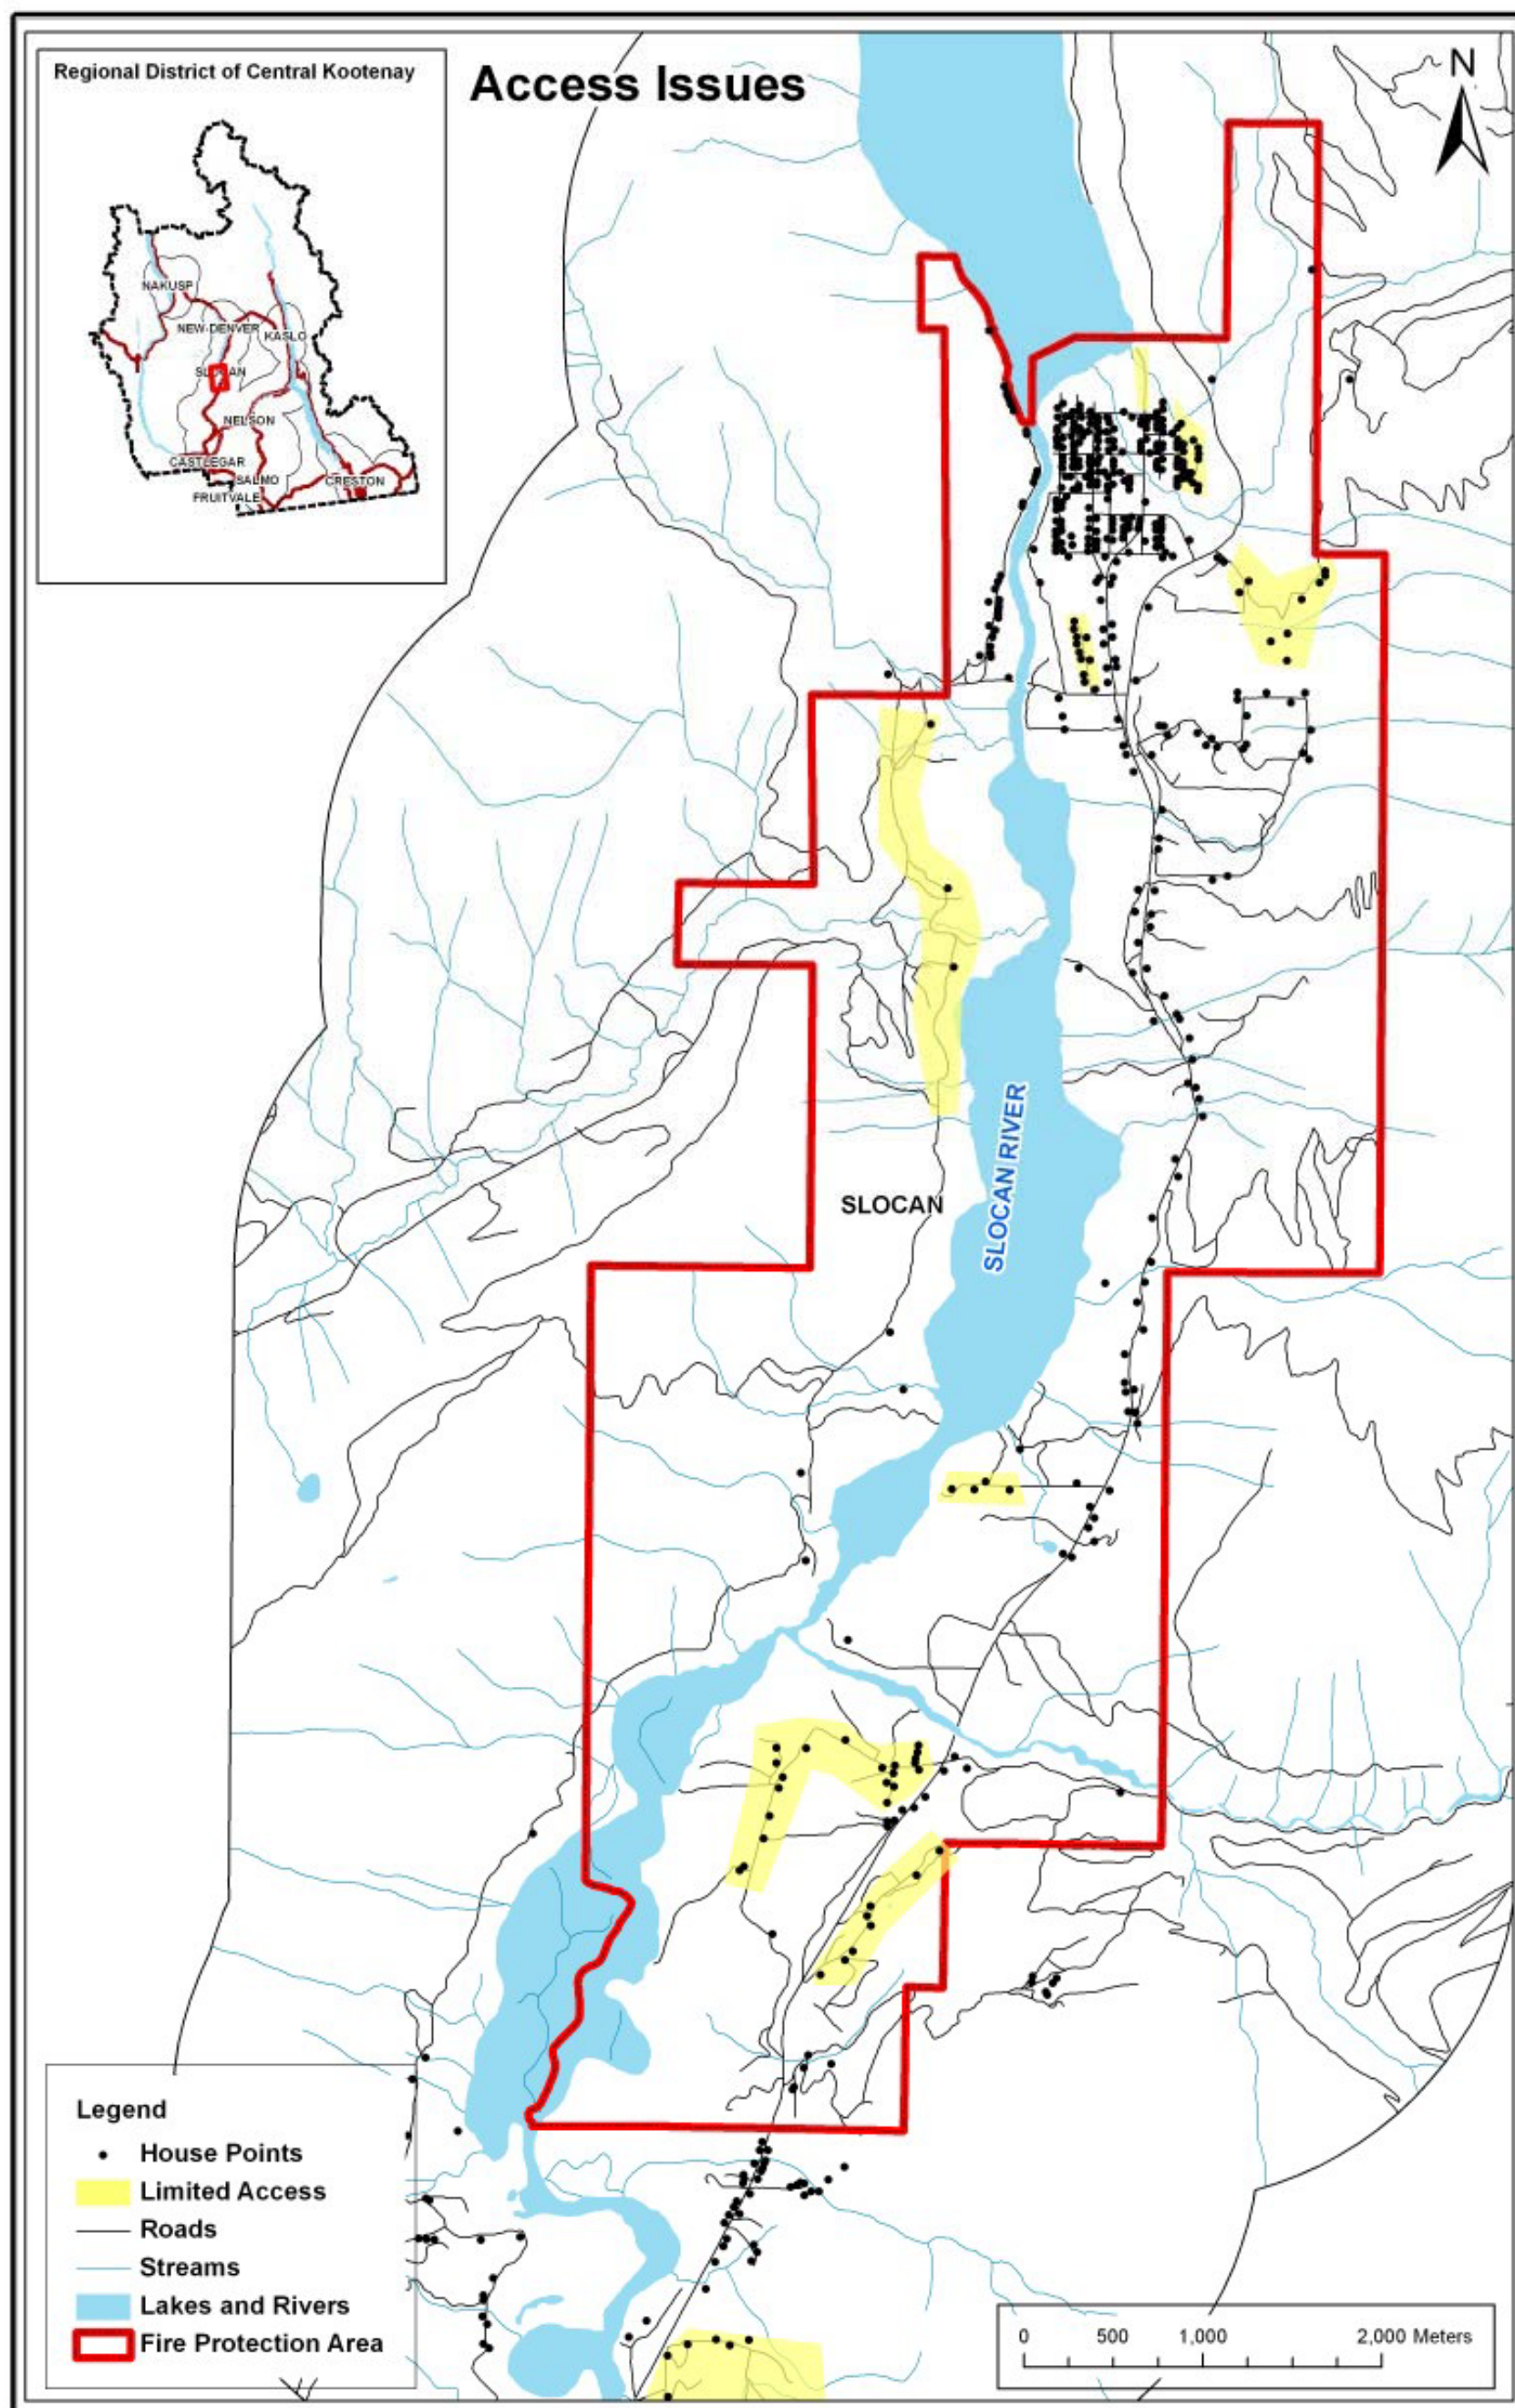 Regional District of Central Kootenay
Access Issues
N
NAKUSP
NEW DENVER
KASLO
SLOCAN
NELSON
CASTLEGAR
SALMO
CRESTON
FRUITVALE
SLOCAN
SLOCAN RIVER
Legend
House Points
Limited Access
Roads
Streams
Lakes and Rivers
Fire Protection Area
0 500 1,000 2,000 Meters